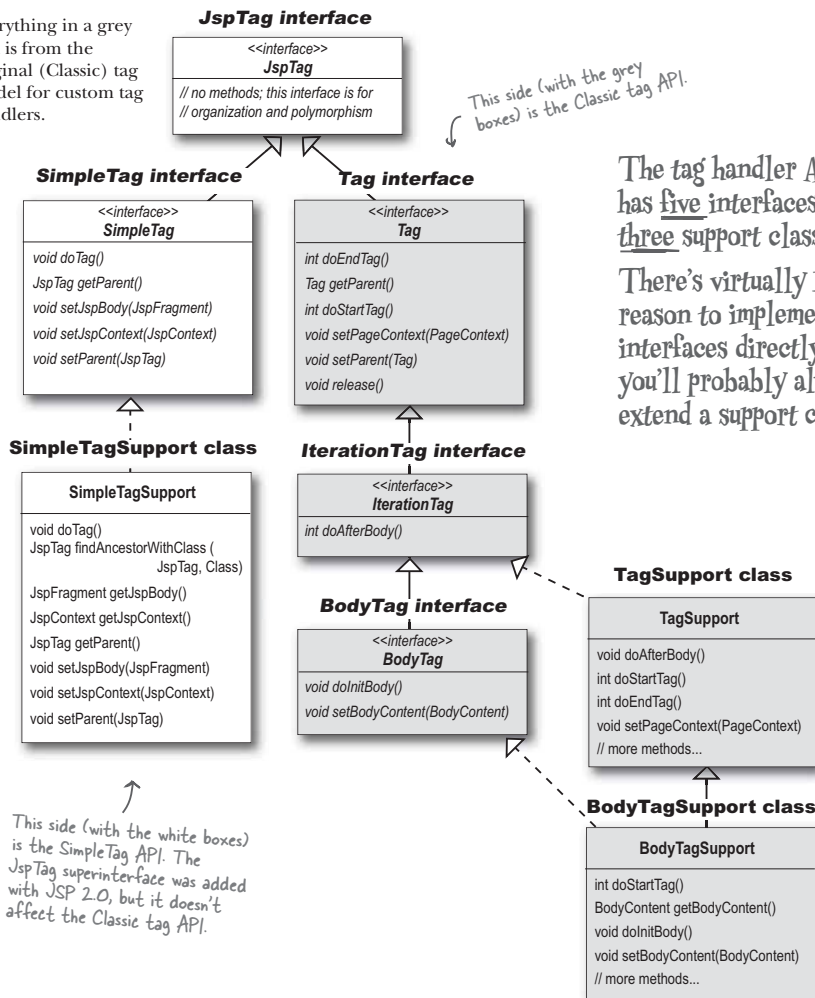 rything in a grey
is from the
ginal (Classic) tag
del for custom tag
dlers.
JspTag interface
<<interface>>
JspTag
// no methods; this interface is for
// organization and polymorphism
This side (with the grey
boxes) is the Classic tag API.
SimpleTag interface
<<interface>>
SimpleTag
void doTag()
JspTag getParent()
void setJspBody(JspFragment)
void setJspContext(JspContext)
void setParent(JspTag)
Tag interface
<<interface>>
Tag
int doEndTag()
Tag getParent()
int doStartTag()
void setPageContext(PageContext)
void setParent(Tag)
void release()
The tag handler A
has five interfaces
three support clas
There's virtually
reason to impleme
interfaces directly
you'll probably al
extend a support c
SimpleTagSupport class
SimpleTagSupport
void doTag()
JspTag findAncestorWithClass (
JspTag, Class)
JspFragment getJspBody()
JspContext getJspContext()
JspTag getParent()
void setJspBody(JspFragment)
void setJspContext(JspContext)
void setParent(JspTag)
IterationTag interface
<<interface>>
IterationTag
int doAfterBody()
BodyTag interface
<<interface>>
BodyTag
void doInitBody()
void setBodyContent(BodyContent)
TagSupport class
TagSupport
void doAfterBody()
int doStartTag()
int doEndTag()
void setPageContext(PageContext)
// more methods...
BodyTagSupport class
BodyTagSupport
int doStartTag()
BodyContent getBodyContent()
void doInitBody()
void setBodyContent(BodyContent)
// more methods...
This side (with the white boxes)
is the SimpleTag API. The
JspTag superinterface was added
with JSP 2.0, but it doesn't
affect the Classic tag API.